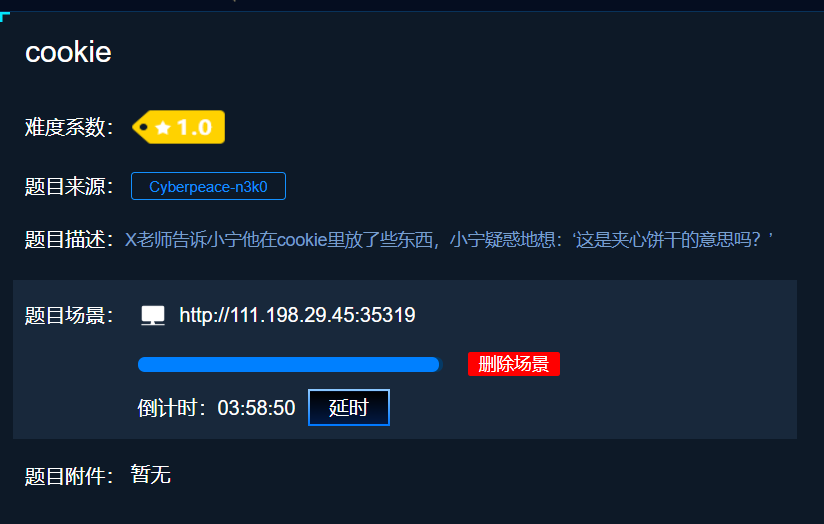 cookie
难度系数: 1.0
题目来源: Cyberpeace-n3k0
题目描述: X老师告诉小宁他在cookie里放了些东西，小宁疑惑地想：‘这是夹心饼干的意思吗？’
题目场景: http://111.198.29.45:35319
删除场景
倒计时: 03:58:50 延时
题目附件: 暂无